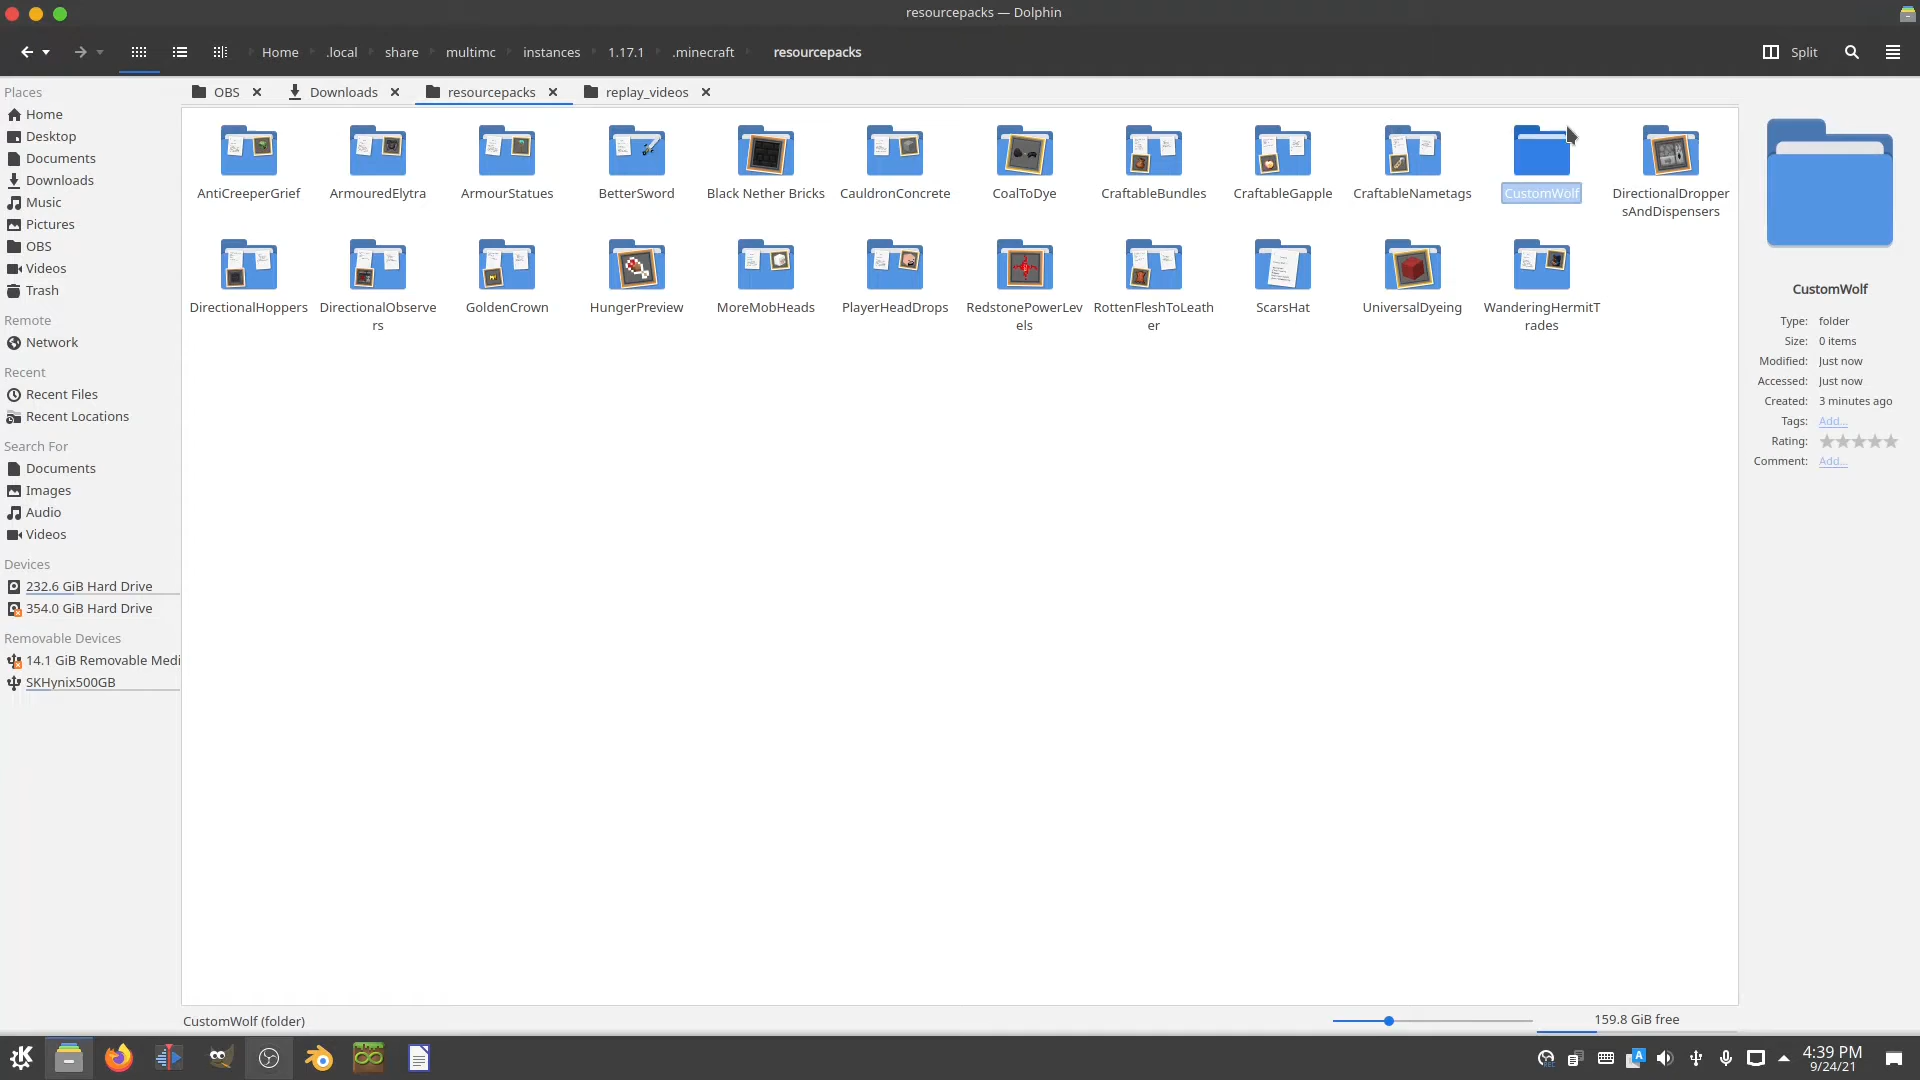 resourcepacks — Dolphin
Home .local share multimc instances 1.17.1 .minecraft resourcepacks
Split
Places
Home
Desktop
Documents
Downloads
Music
Pictures
OBS
Videos
Trash
Remote
Network
Recent
Recent Files
Recent Locations
Search For
Documents
Images
Audio
Videos
Devices
232.6 GiB Hard Drive
354.0 GiB Hard Drive
Removable Devices
14.1 GiB Removable Medi
SKHynix500GB
OBS Downloads resourcepacks replay_videos
AntiCreeperGrief ArmouredElytra ArmourStatues BetterSword Black Nether Bricks CauldronConcrete CoalToDye CraftableBundles CraftableGapple CraftableNametags CustomWolf DirectionalDropper
sAndDispensers
DirectionalHoppers DirectionalObserve GoldenCrown HungerPreview MoreMobHeads PlayerHeadDrops RedstonePowerLev RottenFleshToLeath ScarsHat UniversalDyeing WanderingHermitT
rs els er rades
CustomWolf
Type: folder
Size: 0 items
Modified: Just now
Accessed: Just now
Created: 3 minutes ago
Tags: Add...
Rating:
Comment: Add...
CustomWolf (folder)
159.8 GiB free
4:39 PM
9/24/21